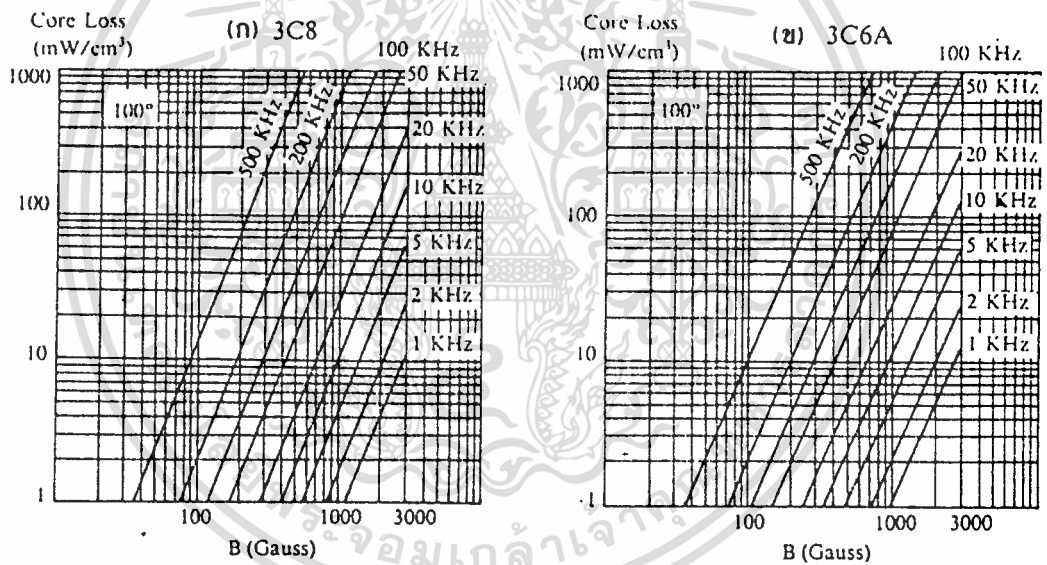 Core Loss
(mW/cm³)
(ก) 3C8
100 KHz
1000
100°
500 KHz
200 KHz
50 KHz
20 KHz
10 KHz
5 KHz
2 KHz
1 KHz
100
10
1
100
1000
3000
B (Gauss)
Core Loss
(ข) 3C6A
100 KHz
1000
100°
500 KHz
200 KHz
50 KHz
20 KHz
10 KHz
5 KHz
2 KHz
1 KHz
100
10
.1
100
1000
3000
B (Gauss)